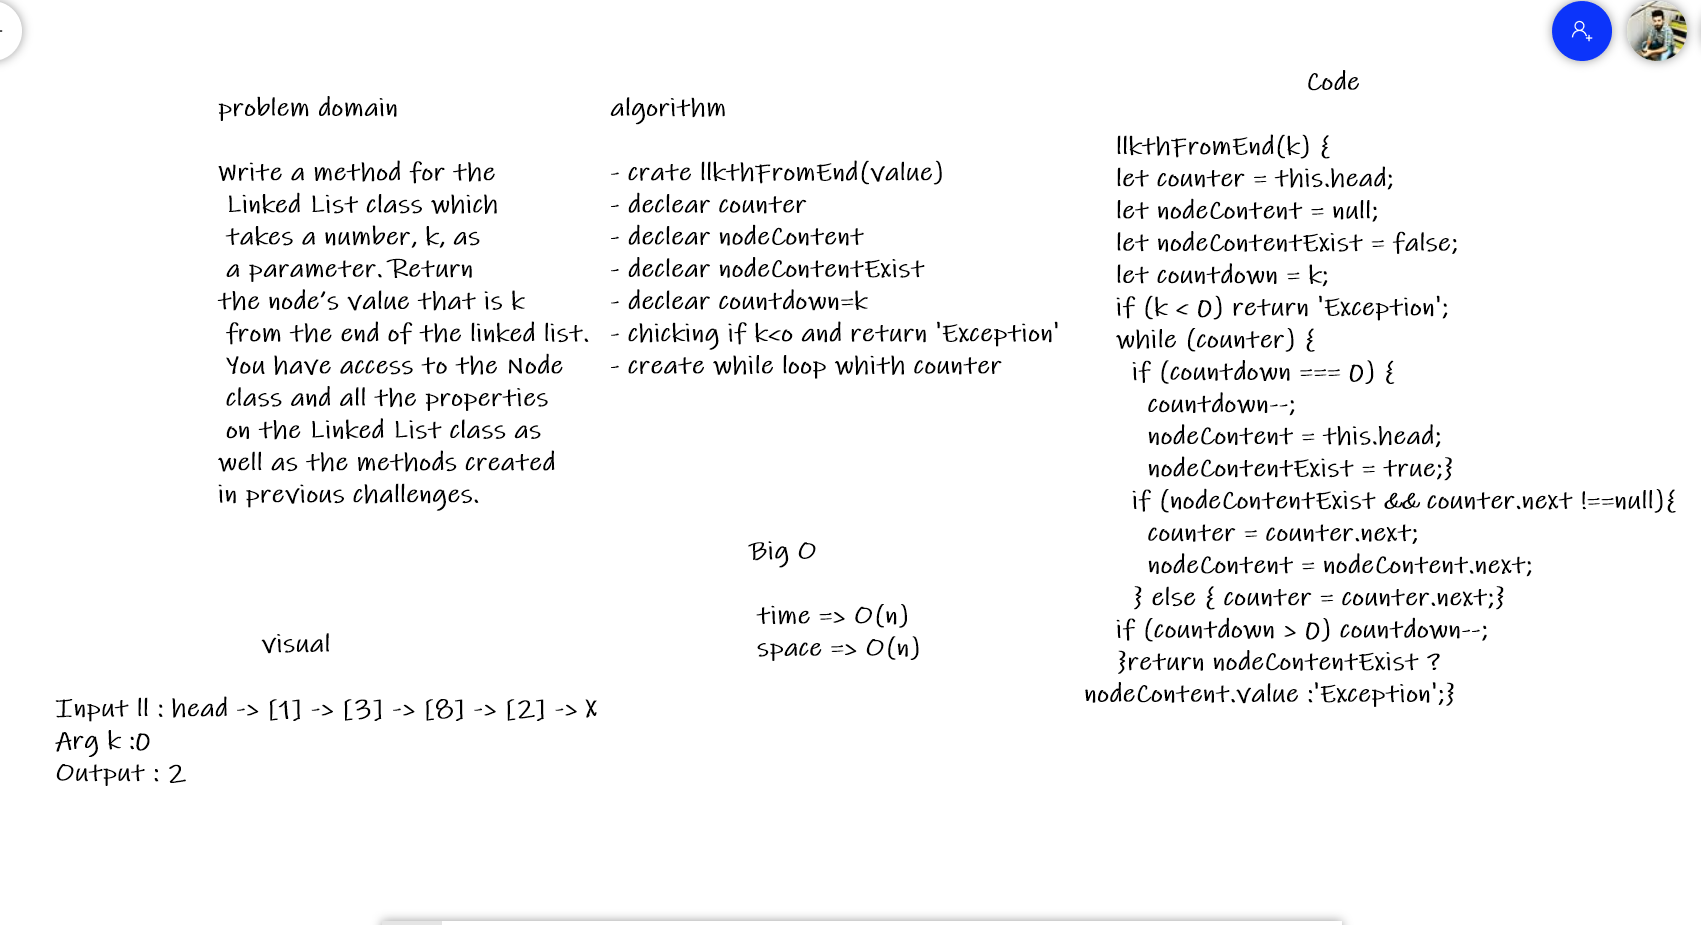 problem domain
Write a method for the
Linked List class which
takes a number, k, as
a parameter. Return
the node's value that is k
from the end of the linked list.
You have access to the Node
class and all the properties
on the Linked List class as
well as the methods created
in previous challenges.
algorithm
- crate llkthFromEnd(value)
- declear counter
- declear nodeContent
- declear nodeContentExist
- declear countdown=k
- chicking if k<o and return 'Exception'
- create while loop whith counter
Big O
time => O(n)
space => O(n)
visual
Input ll : head -> [1] -> [3] -> [8] -> [2] -> X
Arg k :0
Output : 2
Code
llkthFromEnd(k) {
let counter = this.head;
let nodeContent = null;
let nodeContentExist = false;
let countdown = k;
if (k < 0) return 'Exception';
while (counter) {
if (countdown === 0) {
countdown--;
nodeContent = this.head;
nodeContentExist = true;}
if (nodeContentExist && counter.next !==null){
counter = counter.next;
nodeContent = nodeContent.next;
} else { counter = counter.next;}
if (countdown > 0) countdown--;
}return nodeContentExist ?
nodeContent.value :'Exception';}